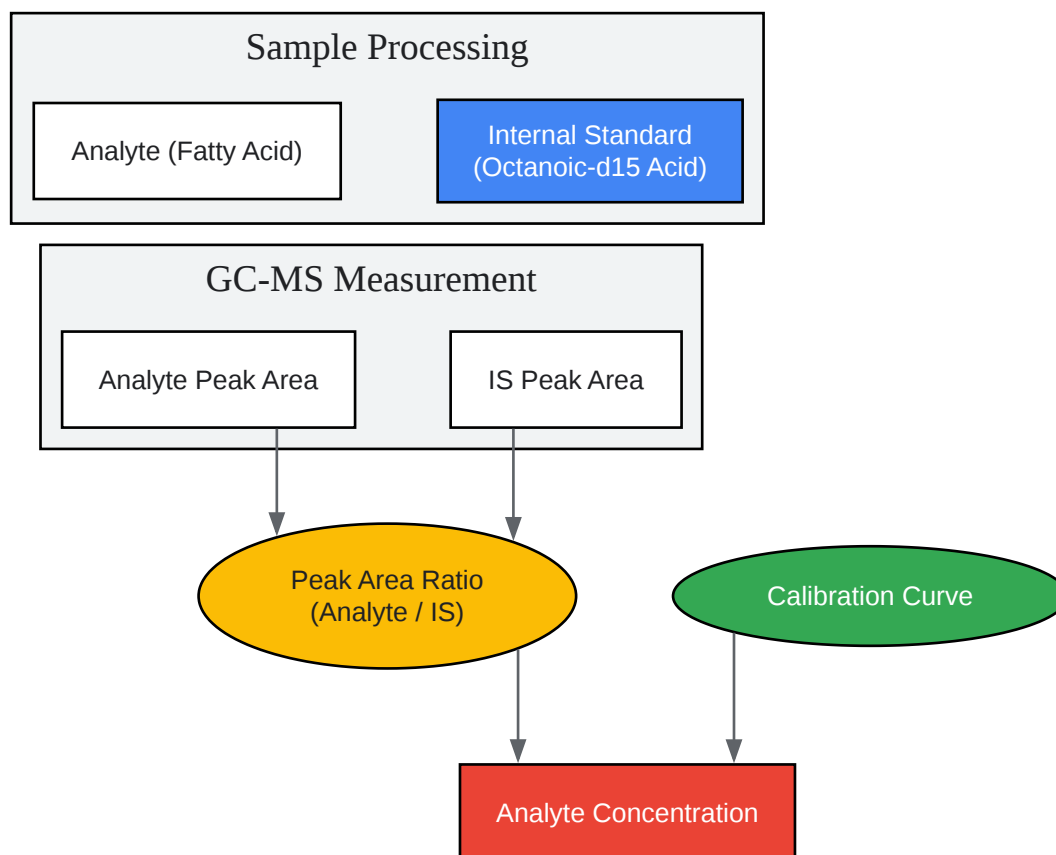 Sample Processing
Analyte (Fatty Acid)
Internal Standard
(Octanoic-d15 Acid)
GC-MS Measurement
Analyte Peak Area
IS Peak Area
Peak Area Ratio
(Analyte / IS)
Calibration Curve
Analyte Concentration